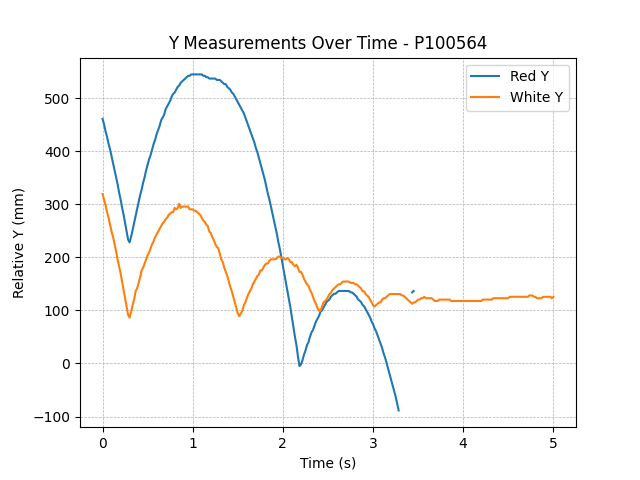 Y Measurements Over Time - P100564
Red Y
White Y
Relative Y (mm)
500
400
300
200
100
0
−100
0
1
2
3
4
5
Time (s)